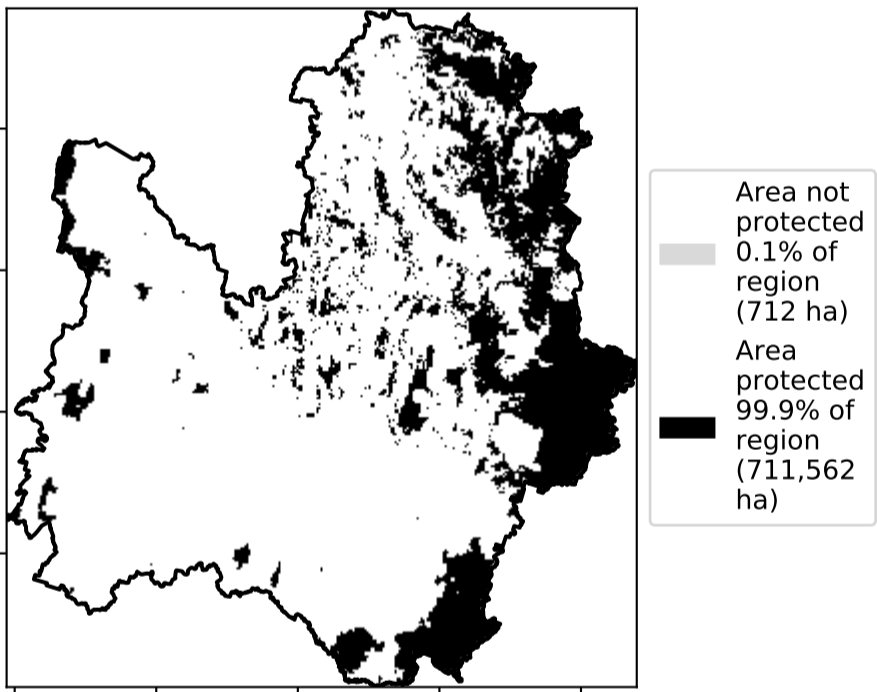 Area not
protected
0.1% of
region
(712 ha)
Area
protected
99.9% of
region
(711,562
ha)